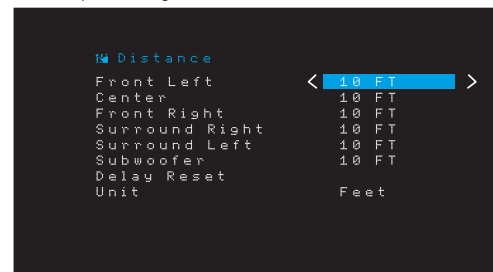 Distance
Front Left < 10 FT >
Center 10 FT
Front Right 10 FT
Surround Right 10 FT
Surround Left 10 FT
Subwoofer 10 FT
Delay Reset
Unit Feet